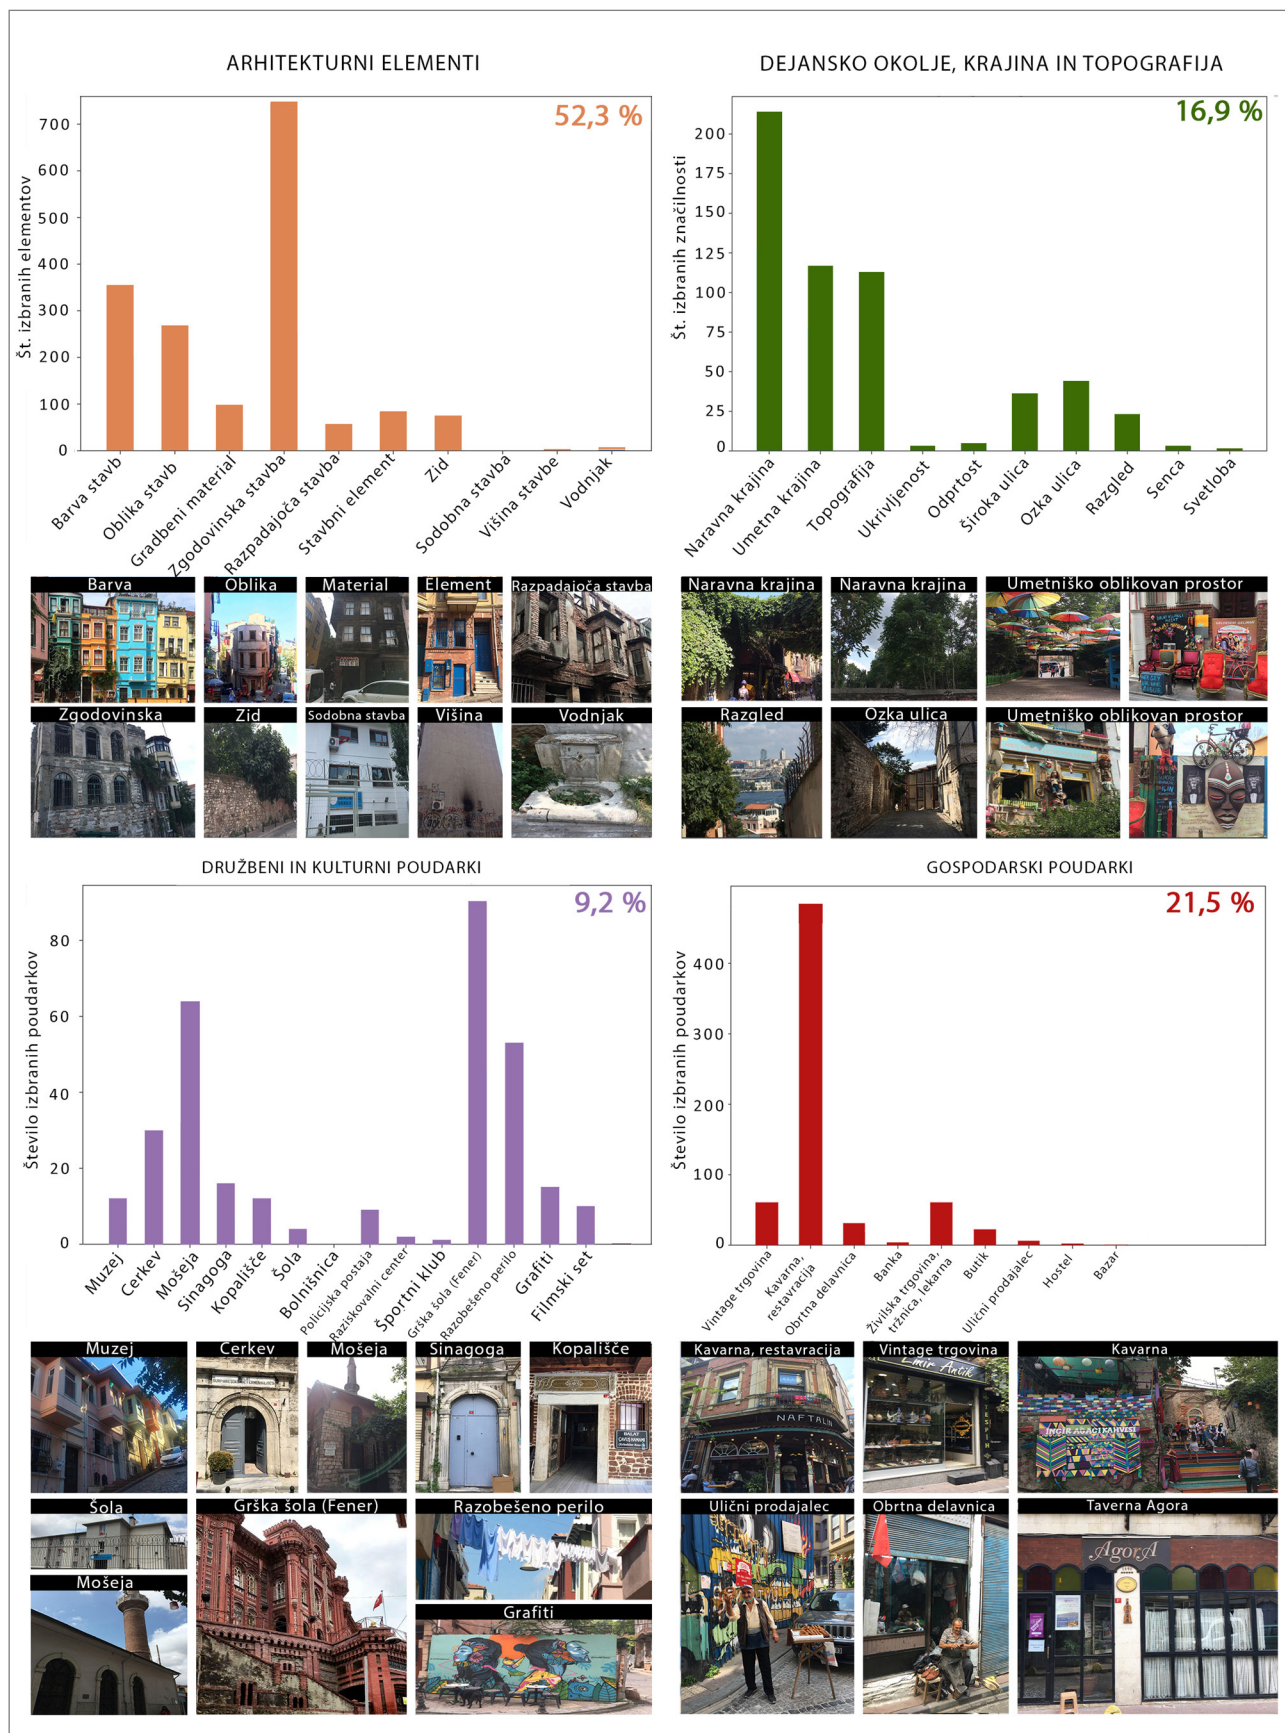 ARHITEKTURNI ELEMENTI
52,3 %
Št. izbranih elementov
700
600
500
400
300
200
100
0
Barva stavb
Oblika stavb
Gradbeni material
Zgodovinska stavba
Razpadajoča stavba
Stavbni element
Zid
Sodobna stavba
Višina stavbe
Vodnjak
DEJANSKO OKOLJE, KRAJINA IN TOPOGRAFIJA
16,9 %
Št. izbranih značilnosti
200
175
150
125
100
75
50
25
0
Naravna krajina
Umetna krajina
Topografija
Ukrivljenost
Odprtost
Široka ulica
Ozka ulica
Razgled
Senca
Svetloba
Barva
Oblika
Material
Element
Razpadajoča stavba
Zgodovinska
Zid
Sodobna stavba
Višina
Vodnjak
Naravna krajina
Naravna krajina
Umetniško oblikovan prostor
Razgled
Ozka ulica
Umetniško oblikovan prostor
DRUŽBENI IN KULTURNI POUDARKI
9,2 %
Število izbranih poudarkov
80
60
40
20
0
Muzej
Cerkev
Mošeja
Sinagoga
Kopališče
Šola
Bolnišnica
Policijska postaja
Raziskovalni center
Športni klub
Grška šola (Fener)
Razobešeno perilo
Grafiti
Filmski set
GOSPODARSKI POUDARKI
21,5 %
Število izbranih poudarkov
400
300
200
100
0
Vintage trgovina
Kavarna,
restavracija
Obrtna delavnica
Banka
Živilska trgovina,
tržnica, lekarna
Butik
Ulični prodajalec
Hostel
Bazar
Muzej
Cerkev
Mošeja
Sinagoga
Kopališče
BALAT
ÇAVUŞ HAMAMI
Šola
Mošeja
Grška šola (Fener)
Razobešeno perilo
Grafiti
Kavarna, restavracija
NAFTALIN
Vintage trgovina
Emir Antik
Kavarna
INCIR AGACI KAHVESI
Ulični prodajalec
Obrtna delavnica
Taverna Agora
AgorA